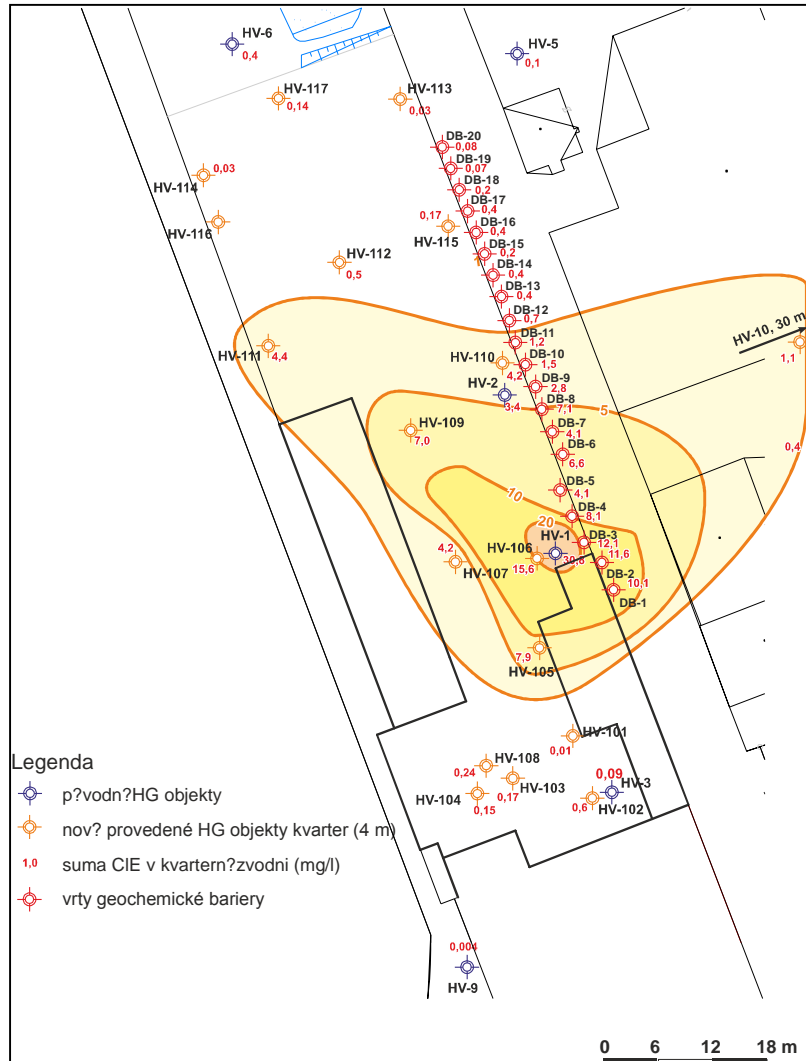 HV-6
0,4
HV-5
0,1
HV-117
0,14
HV-113
0,03
DB-20
0,08
DB-19
0,07
0,03
HV-114
DB-18
0,2
DB-17
0,4
0,17
HV-115
DB-16
0,4
HV-116
DB-15
0,2
HV-112
0,5
DB-14
0,4
DB-13
0,4
DB-12
0,7
HV-10, 30 m
1,1
HV-111
4,4
DB-11
1,2
HV-110
4,2
DB-10
1,5
HV-2
3,4
DB-9
2,8
DB-8
7,1
5
HV-109
7,0
DB-7
4,1
DB-6
6,6
0,4
10
DB-5
4,1
DB-4
8,1
20
HV-1
30,8
DB-3
12,1
HV-106
15,6
4,2
HV-107
11,6
DB-2
10,1
DB-1
7,9
HV-105
HV-101
0,01
HV-108
0,24
HV-103
0,17
HV-104
0,15
0,09
HV-3
0,6
HV-102
Legenda
p?vodn?HG objekty
nov? provedené HG objekty kvarter (4 m)
1,0 suma ClE v kvartern?zvodni (mg/l)
vrty geochemické bariery
0,004
HV-9
0 6 12 18 m